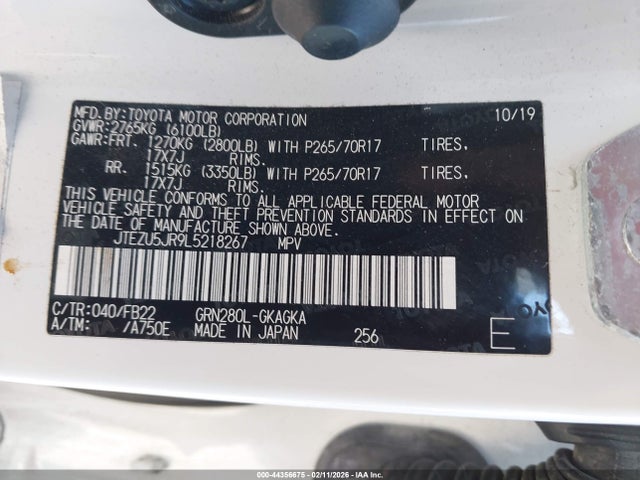 MFD.BY:TOYOTA MOTOR CORPORATION 10/19
GVWR:2765KG (6100LB)
GAWR:FRT. 1270KG (2800LB) WITH P265/70R17 TIRES,
17X7J RIMS.
RR. 1515KG (3350LB) WITH P265/70R17 TIRES,
17X7J RIMS.
THIS VEHICLE CONFORMS TO ALL APPLICABLE FEDERAL MOTOR
VEHICLE SAFETY AND THEFT PREVENTION STANDARDS IN EFFECT ON
THE DATE OF MANUFACTURE SHOWN ABOVE.
JTEZU5JR9L5218267 MPV
C/TR:040/FB22 GRN280L-GKAGKA
A/TM: /A750E MADE IN JAPAN 256 E
000-44356675 - 02/11/2026 - IAA Inc.